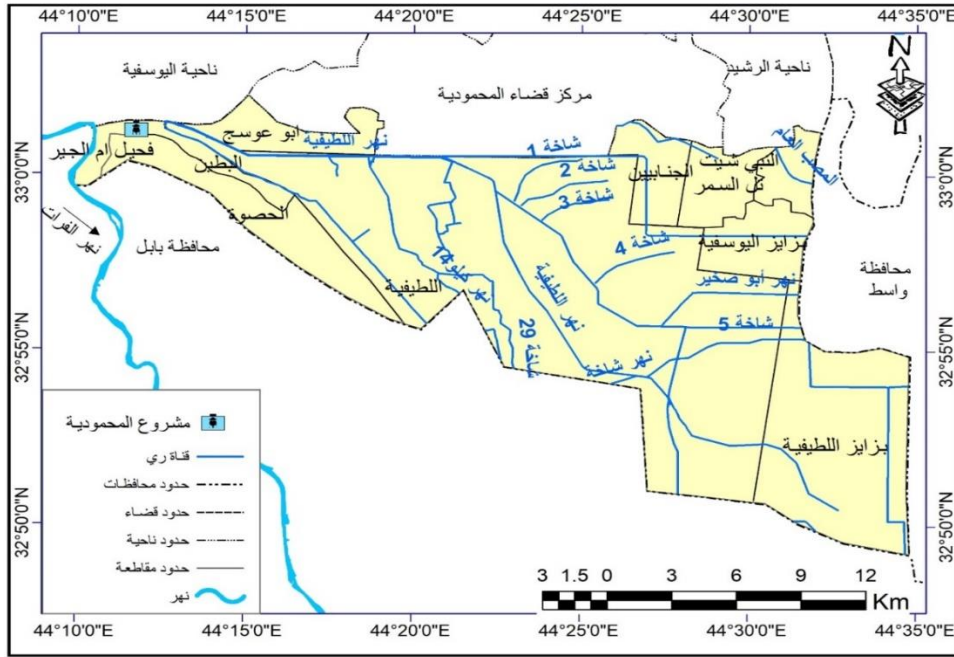 44°10'0"E 44°15'0"E 44°20'0"E 44°25'0"E 44°30'0"E 44°35'0"E
N
ناحية الرشيد
ناحية اليوسفية
مركز قضاء المحمودية
ابو عوسج
نهر اللطيفية
شاخة 1
المصب العام
فحيل ام الجير
البطين
شاخة 2
الجنابيين
النبي شيت
تل السمر
33°0'0"N 33°0'0"N
الحصوة
شاخة 3
نهر الفرات
محافظة بابل
شاخة 4
بزايز اليوسفية
محافظة
واسط
اللطيفية
نهر كيلو 14
نهر اللطيفية
نهر أبو صخير
شاخة 5
شاخة 29
نهر شاخة
32°55'0"N 32°55'0"N
بزايز اللطيفية
مشروع المحمودية
قناة ري
حدود محافظات
حدود قضاء
حدود ناحية
حدود مقاطعة
نهر
32°50'0"N 32°50'0"N
3 1.5 0 3 6 9 12
Km
44°10'0"E 44°15'0"E 44°20'0"E 44°25'0"E 44°30'0"E 44°35'0"E